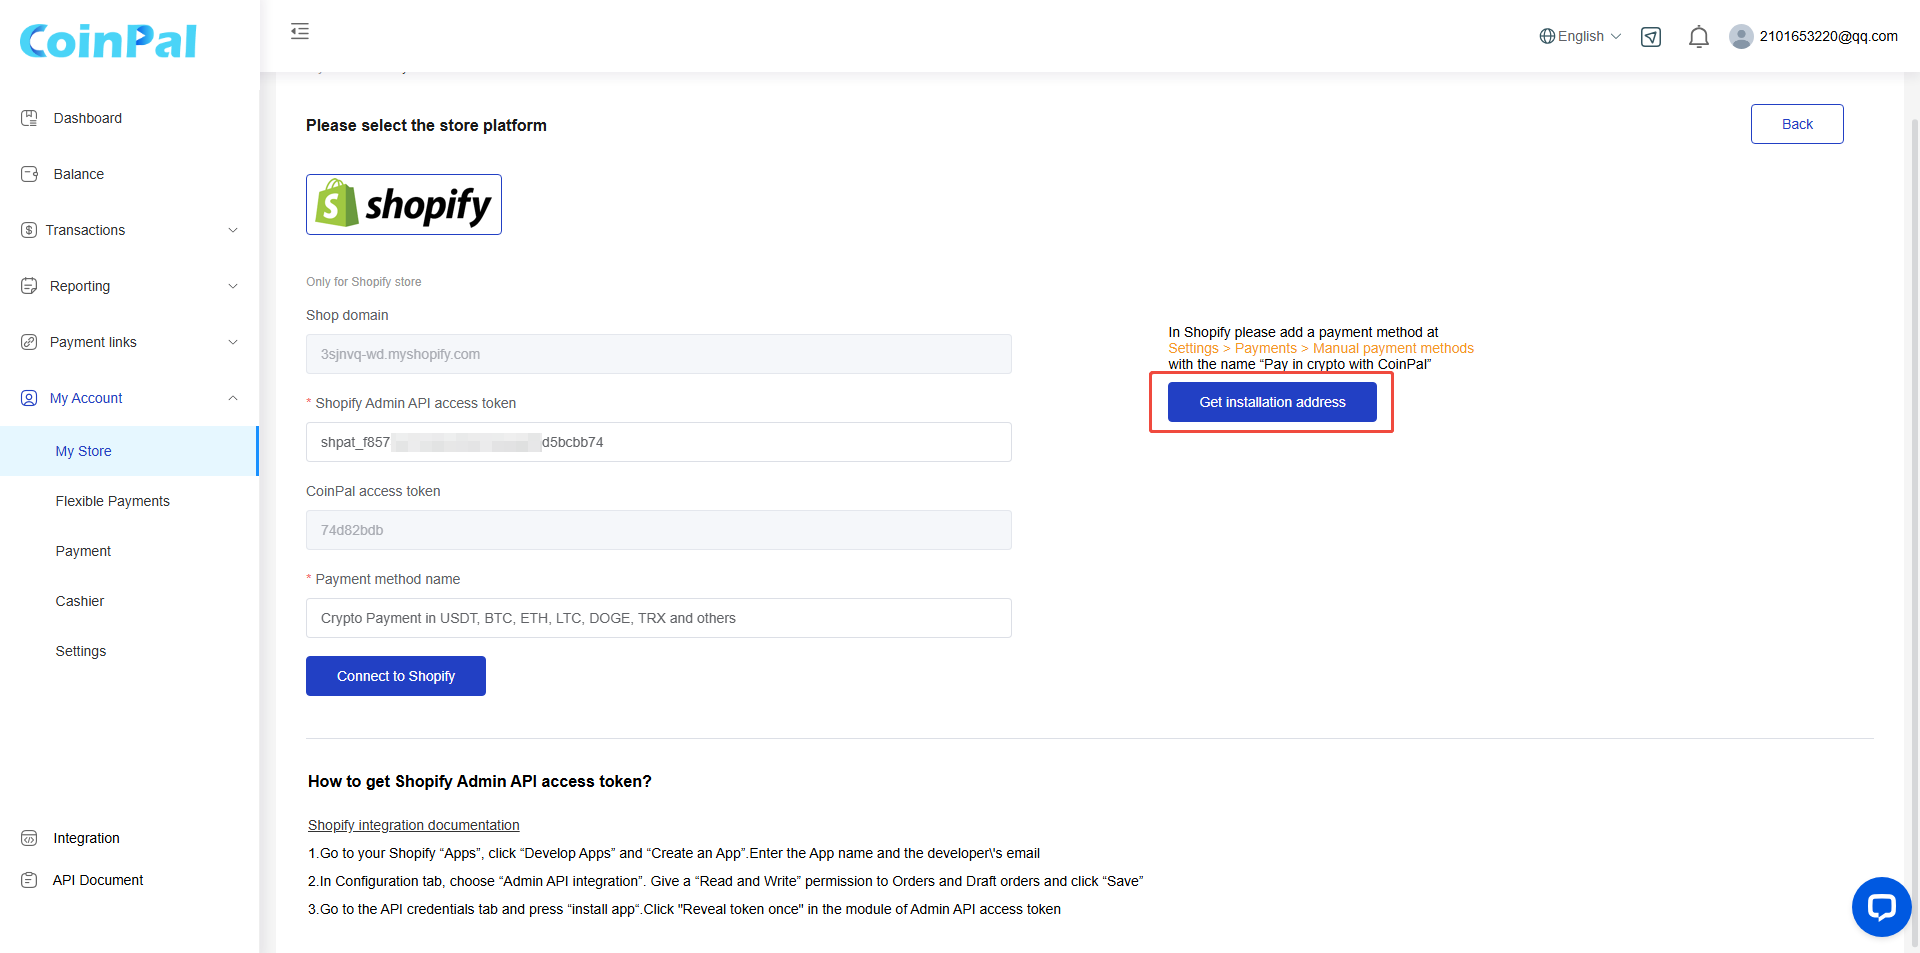 CoinPal
English
2101653220@qq.com
Dashboard
Balance
Transactions
Reporting
Payment links
My Account
My Store
Flexible Payments
Payment
Cashier
Settings
Integration
API Document
Please select the store platform
Back
shopify
Only for Shopify store
Shop domain
3sjnvq-wd.myshopify.com
* Shopify Admin API access token
shpat_f857 d5bcbb74
CoinPal access token
74d82bdb
* Payment method name
Crypto Payment in USDT, BTC, ETH, LTC, DOGE, TRX and others
Connect to Shopify
In Shopify please add a payment method at
Settings > Payments > Manual payment methods
with the name “Pay in crypto with CoinPal”
Get installation address
How to get Shopify Admin API access token?
Shopify integration documentation
1.Go to your Shopify “Apps”, click “Develop Apps” and “Create an App”.Enter the App name and the developer\'s email
2.In Configuration tab, choose “Admin API integration”. Give a “Read and Write” permission to Orders and Draft orders and click “Save”
3.Go to the API credentials tab and press “install app“.Click "Reveal token once" in the module of Admin API access token